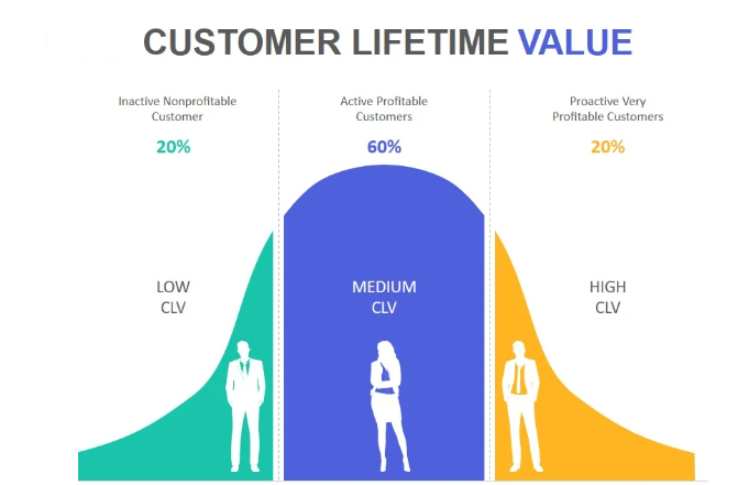 CUSTOMER LIFETIME VALUE
Inactive Nonprofitable
Customer
20%
Active Profitable
Customers
60%
Proactive Very
Profitable Customers
20%
LOW
CLV
MEDIUM
CLV
HIGH
CLV